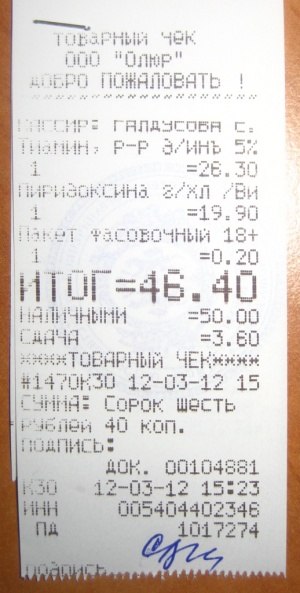 ТОВАРНЫЙ ЧЕК
ООО "Олюр"
ДОБРО ПОЖАЛОВАТЬ !
КАССИР: ГАЛДУСОВА С.
Тиамин, Р-Р д/инъ 5%
1 =26.30
Пиридоксина г/хл /Ви
1 =19.90
Пакет фасовочный 18+
1 =0.20
ИТОГ=46.40
НАЛИЧНЫМИ =50.00
СДАЧА =3.60
****ТОВАРНЫЙ ЧЕК****
#1470К30 12-03-12 15
СУММА: Сорок шесть
рублей 40 коп.
ПОДПИСЬ:
ДОК. 00104881
К30 12-03-12 15:23
ИНН 005404402346
ПД 1017274
подпись